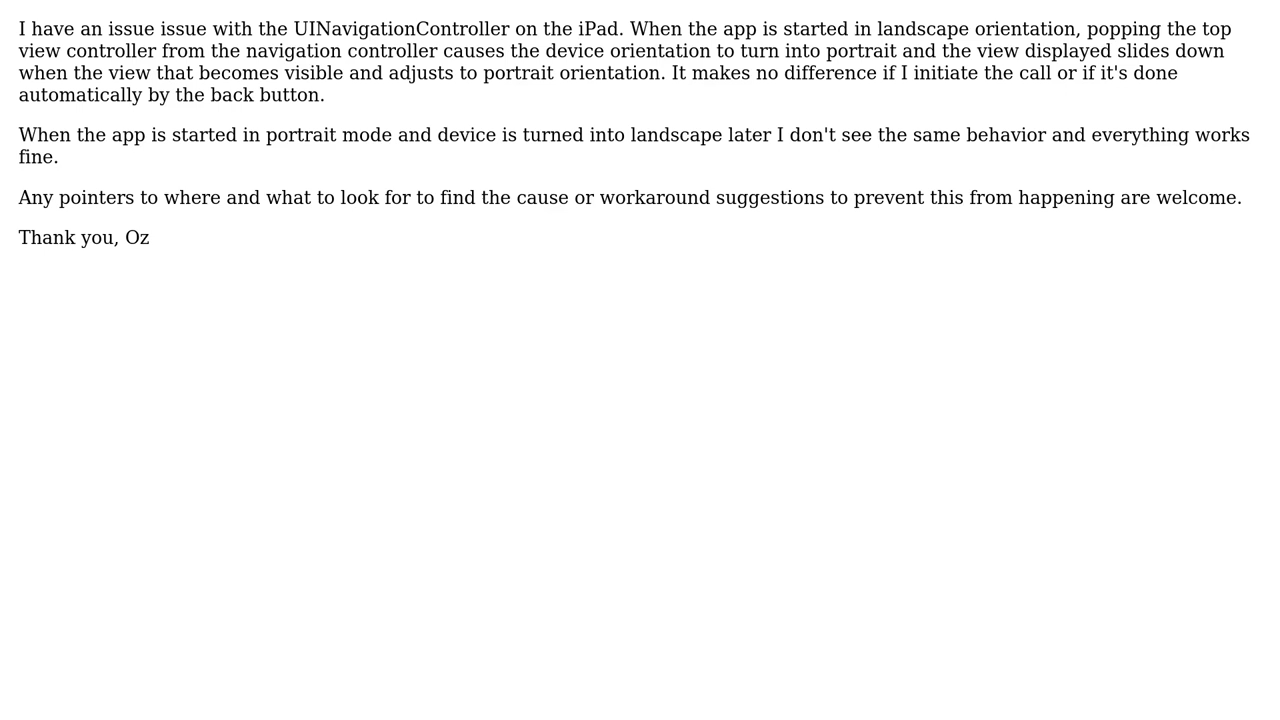 I have an issue issue with the UINavigationController on the iPad. When the app is started in landscape orientation, popping the top
view controller from the navigation controller causes the device orientation to turn into portrait and the view displayed slides down
when the view that becomes visible and adjusts to portrait orientation. It makes no difference if I initiate the call or if it's done
automatically by the back button.
When the app is started in portrait mode and device is turned into landscape later I don't see the same behavior and everything works
fine.
Any pointers to where and what to look for to find the cause or workaround suggestions to prevent this from happening are welcome.
Thank you, Oz